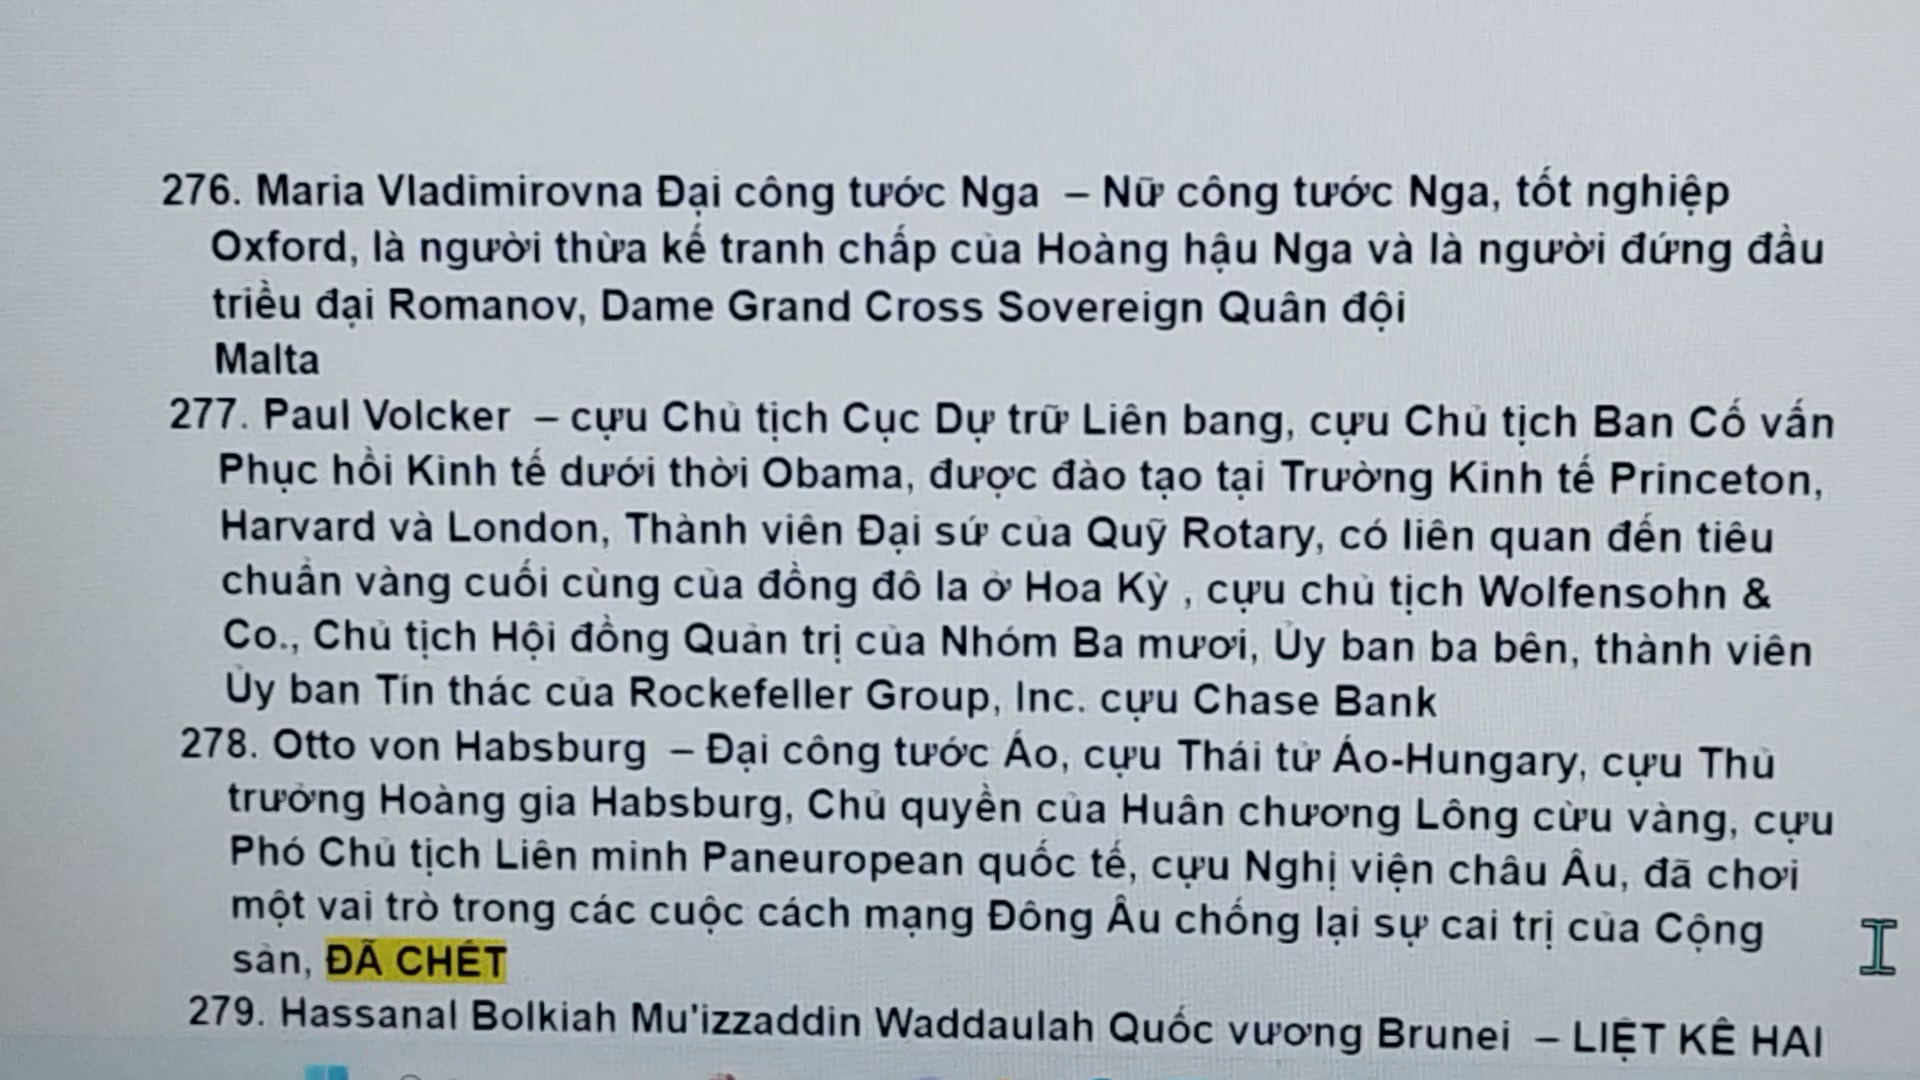 276. Maria Vladimirovna Đại công tước Nga – Nữ công tước Nga, tốt nghiệp
Oxford, là người thừa kế tranh chấp của Hoàng hậu Nga và là người đứng đầu
triều đại Romanov, Dame Grand Cross Sovereign Quân đội
Malta
277. Paul Volcker – cựu Chủ tịch Cục Dự trữ Liên bang, cựu Chủ tịch Ban Cố vấn
Phục hồi Kinh tế dưới thời Obama, được đào tạo tại Trường Kinh tế Princeton,
Harvard và London, Thành viên Đại sứ của Quỹ Rotary, có liên quan đến tiêu
chuẩn vàng cuối cùng của đồng đô la ở Hoa Kỳ , cựu chủ tịch Wolfensohn &
Co., Chủ tịch Hội đồng Quản trị của Nhóm Ba mươi, Ủy ban ba bên, thành viên
Ủy ban Tín thác của Rockefeller Group, Inc. cựu Chase Bank
278. Otto von Habsburg – Đại công tước Áo, cựu Thái tử Áo-Hungary, cựu Thủ
trưởng Hoàng gia Habsburg, Chủ quyền của Huân chương Lông cừu vàng, cựu
Phó Chủ tịch Liên minh Paneuropean quốc tế, cựu Nghị viện châu Âu, đã chơi
một vai trò trong các cuộc cách mạng Đông Âu chống lại sự cai trị của Cộng
sản, ĐÃ CHẾT
279. Hassanal Bolkiah Mu'izzaddin Waddaulah Quốc vương Brunei – LIỆT KÊ HAI